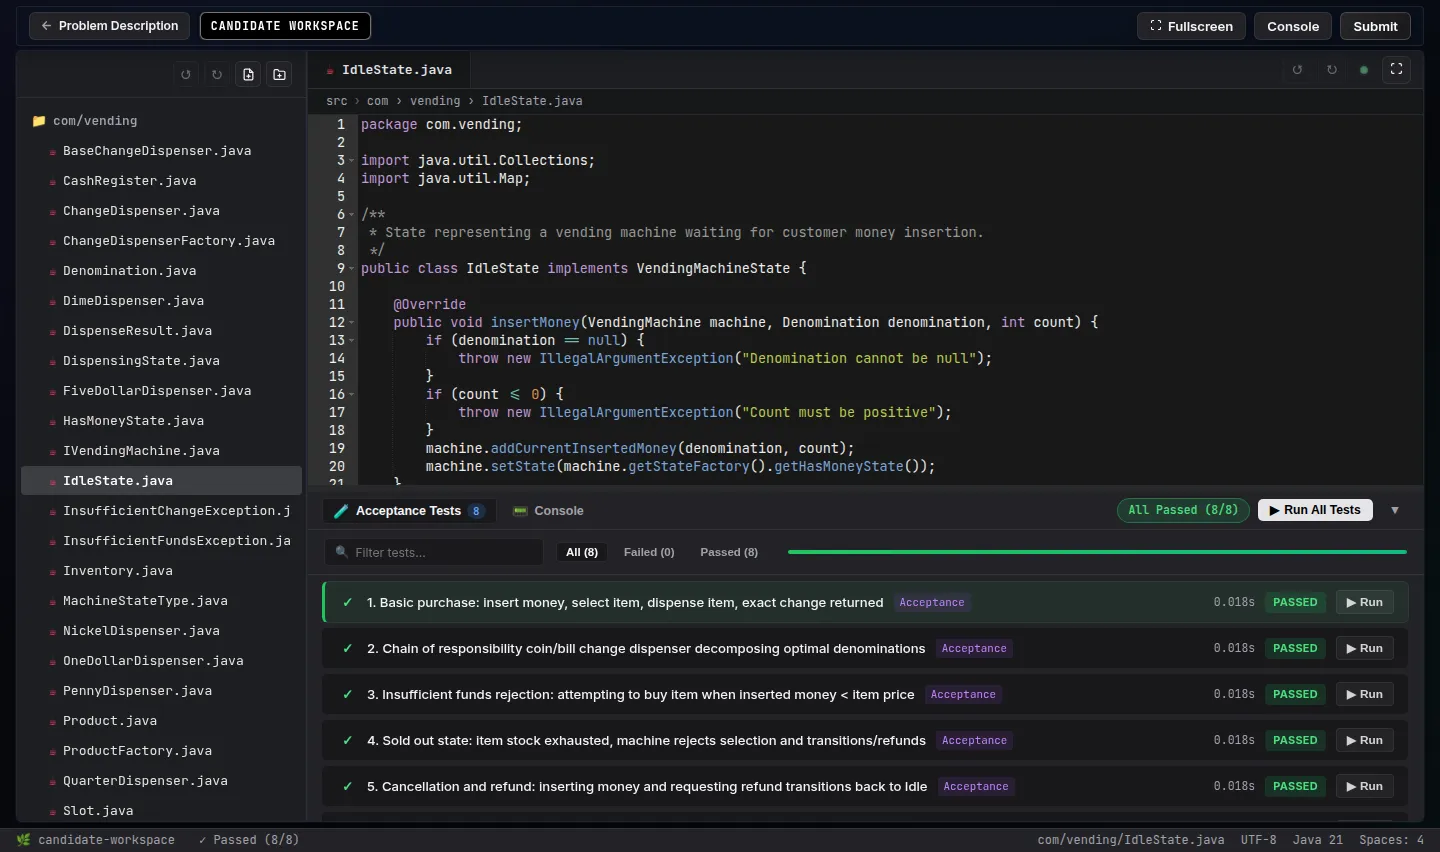 ← Problem Description
CANDIDATE WORKSPACE
Fullscreen
Console
Submit
IdleState.java
src › com › vending › IdleState.java
com/vending
BaseChangeDispenser.java
CashRegister.java
ChangeDispenser.java
ChangeDispenserFactory.java
Denomination.java
DimeDispenser.java
DispenseResult.java
DispensingState.java
FiveDollarDispenser.java
HasMoneyState.java
IVendingMachine.java
IdleState.java
InsufficientChangeException.j
InsufficientFundsException.ja
Inventory.java
MachineStateType.java
NickelDispenser.java
OneDollarDispenser.java
PennyDispenser.java
Product.java
ProductFactory.java
QuarterDispenser.java
Slot.java
1 package com.vending;
2
3 import java.util.Collections;
4 import java.util.Map;
5
6 /**
7  * State representing a vending machine waiting for customer money insertion.
8  */
9 public class IdleState implements VendingMachineState {
10
11     @Override
12     public void insertMoney(VendingMachine machine, Denomination denomination, int count) {
13         if (denomination == null) {
14             throw new IllegalArgumentException("Denomination cannot be null");
15         }
16         if (count <= 0) {
17             throw new IllegalArgumentException("Count must be positive");
18         }
19         machine.addCurrentInsertedMoney(denomination, count);
20         machine.setState(machine.getStateFactory().getHasMoneyState());
21     }
Acceptance Tests 8
Console
All Passed (8/8)
▶ Run All Tests
▼
Filter tests...
All (8)
Failed (0)
Passed (8)
✓ 1. Basic purchase: insert money, select item, dispense item, exact change returned Acceptance 0.018s PASSED ▶ Run
✓ 2. Chain of responsibility coin/bill change dispenser decomposing optimal denominations Acceptance 0.018s PASSED ▶ Run
✓ 3. Insufficient funds rejection: attempting to buy item when inserted money < item price Acceptance 0.018s PASSED ▶ Run
✓ 4. Sold out state: item stock exhausted, machine rejects selection and transitions/refunds Acceptance 0.018s PASSED ▶ Run
✓ 5. Cancellation and refund: inserting money and requesting refund transitions back to Idle Acceptance 0.018s PASSED ▶ Run
candidate-workspace
✓ Passed (8/8)
com/vending/IdleState.java
UTF-8
Java 21
Spaces: 4